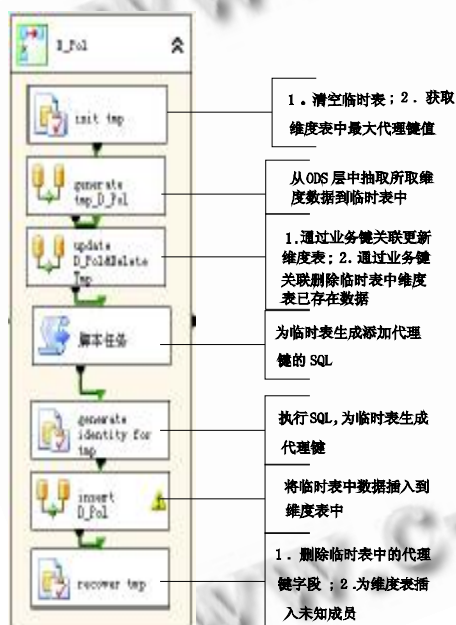 D_Pol
init tmp
1. 清空临时表; 2. 获取
维度表中最大代理键值
generate
tmp_D_Pol
从ODS 层中抽取所取维
度数据到临时表中
update
D_Pol&Delete
Tmp
1.通过业务键关联更新
维度表; 2.通过业务键
关联删除临时表中维度
表已存在数据
脚本任务
为临时表生成添加代理
键的 SQL
generate
identity for
tmp
执行SQL,为临时表生成
代理键
insert
D_Pol
将临时表中数据插入到
维度表中
recover tmp
1. 删除临时表中的代理
键字段 ; 2.为维度表插
入未知成员